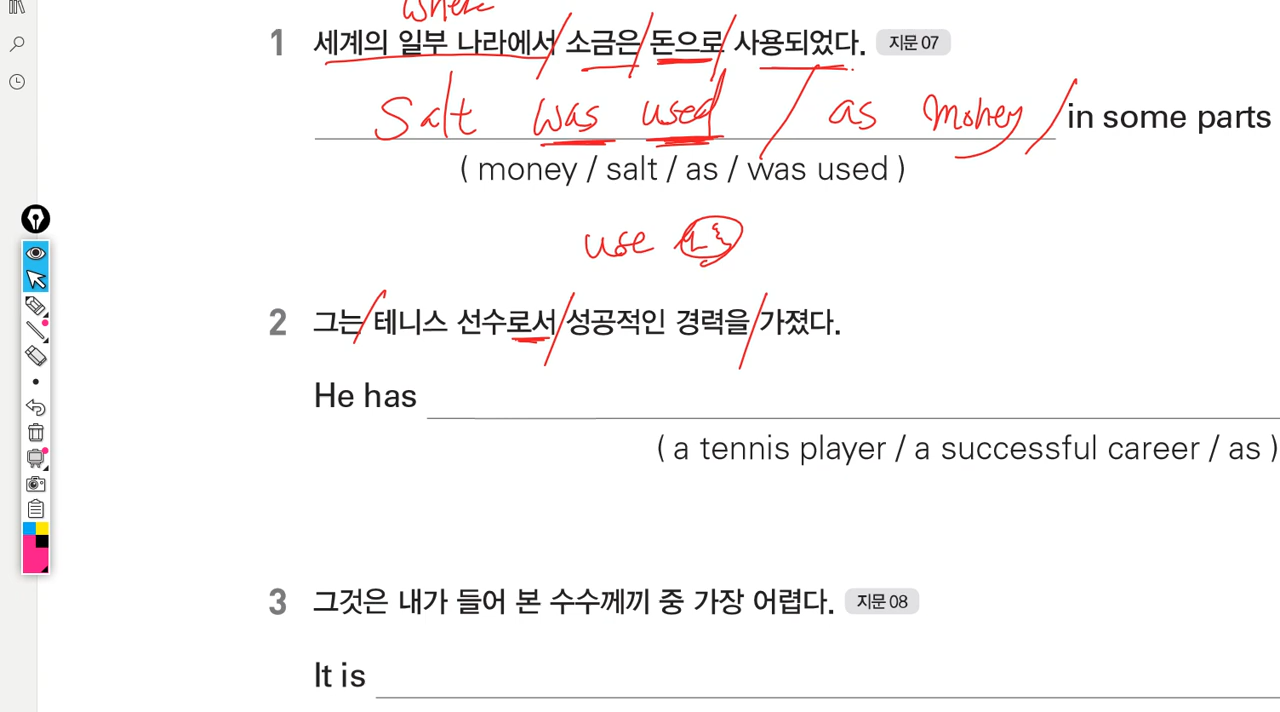 where
1 세계의 일부 나라에서 / 소금은 / 돈으로 / 사용되었다. 지문 07
Salt was used / as money / in some parts
( money / salt / as / was used )
use
2 그는 / 테니스 선수로서 / 성공적인 경력을 / 가졌다.
He has
( a tennis player / a successful career / as )
3 그것은 내가 들어 본 수수께끼 중 가장 어렵다. 지문 08
It is